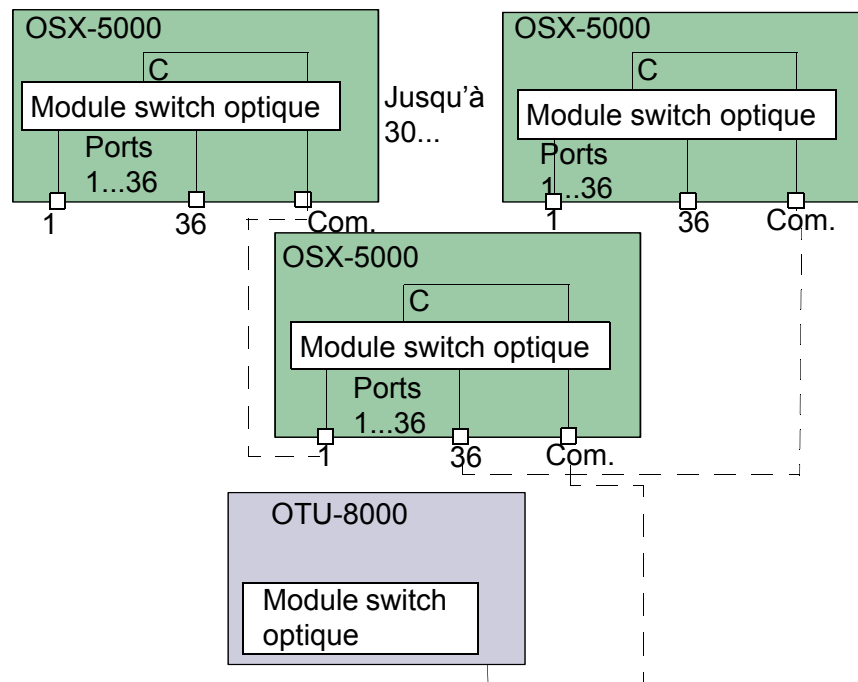 OSX-5000
C
Module switch optique
Ports
1...36
1
36
Com.
Jusqu'à
30...
OSX-5000
C
Module switch optique
Ports
1...36
1
36
Com.
OSX-5000
C
Module switch optique
Ports
1...36
1
36
Com.
OTU-8000
Module switch
optique